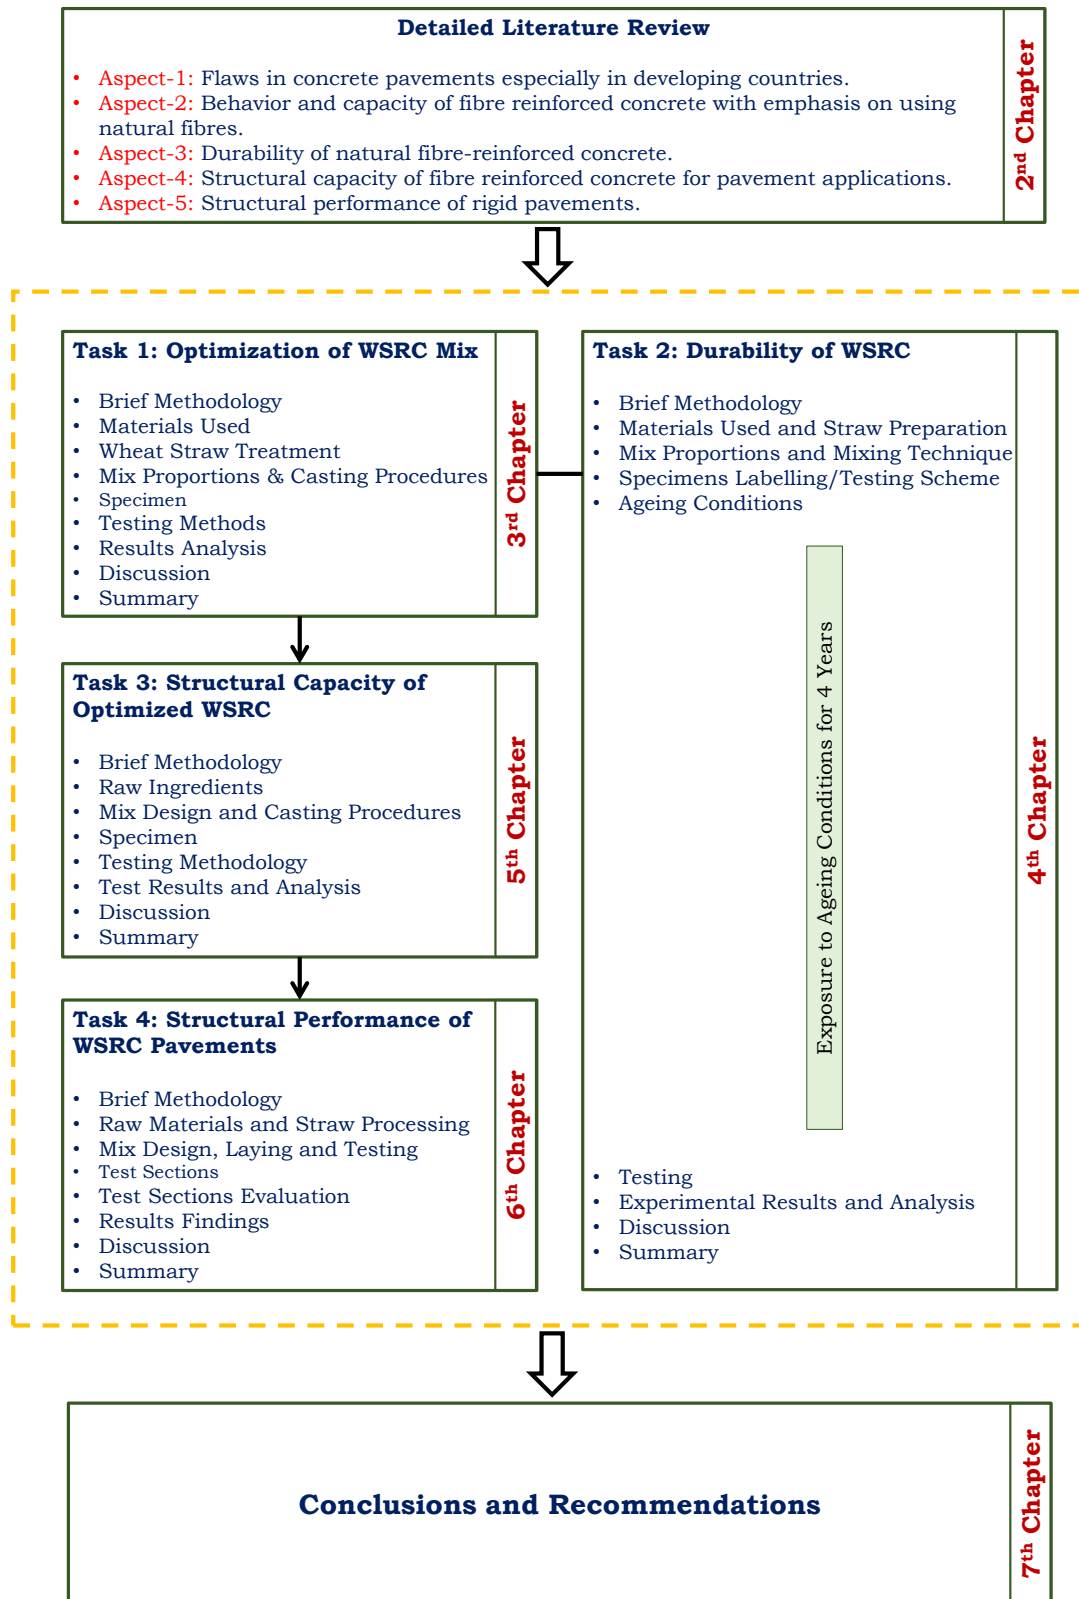 Detailed Literature Review
• Aspect-1: Flaws in concrete pavements especially in developing countries.
• Aspect-2: Behavior and capacity of fibre reinforced concrete with emphasis on using
natural fibres.
• Aspect-3: Durability of natural fibre-reinforced concrete.
• Aspect-4: Structural capacity of fibre reinforced concrete for pavement applications.
• Aspect-5: Structural performance of rigid pavements.
2nd Chapter
Task 1: Optimization of WSRC Mix
• Brief Methodology
• Materials Used
• Wheat Straw Treatment
• Mix Proportions & Casting Procedures
• Specimen
• Testing Methods
• Results Analysis
• Discussion
• Summary
3rd Chapter
Task 2: Durability of WSRC
• Brief Methodology
• Materials Used and Straw Preparation
• Mix Proportions and Mixing Technique
• Specimens Labelling/Testing Scheme
• Ageing Conditions
Exposure to Ageing Conditions for 4 Years
• Testing
• Experimental Results and Analysis
• Discussion
• Summary
4th Chapter
Task 3: Structural Capacity of
Optimized WSRC
• Brief Methodology
• Raw Ingredients
• Mix Design and Casting Procedures
• Specimen
• Testing Methodology
• Test Results and Analysis
• Discussion
• Summary
5th Chapter
Task 4: Structural Performance of
WSRC Pavements
• Brief Methodology
• Raw Materials and Straw Processing
• Mix Design, Laying and Testing
• Test Sections
• Test Sections Evaluation
• Results Findings
• Discussion
• Summary
6th Chapter
Conclusions and Recommendations
7th Chapter